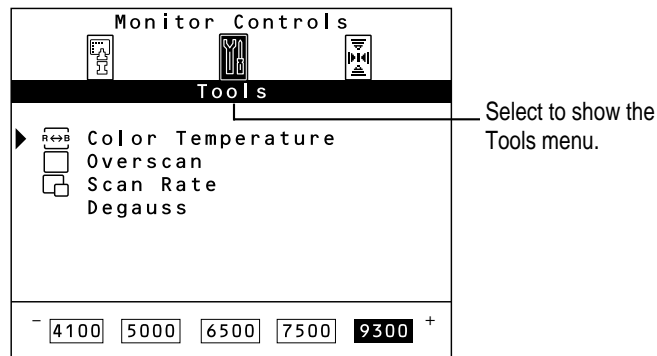 Monitor Controls
Tools
Select to show the
Tools menu.
R↔B Color Temperature
Overscan
Scan Rate
Degauss
− 4100 5000 6500 7500 9300 +